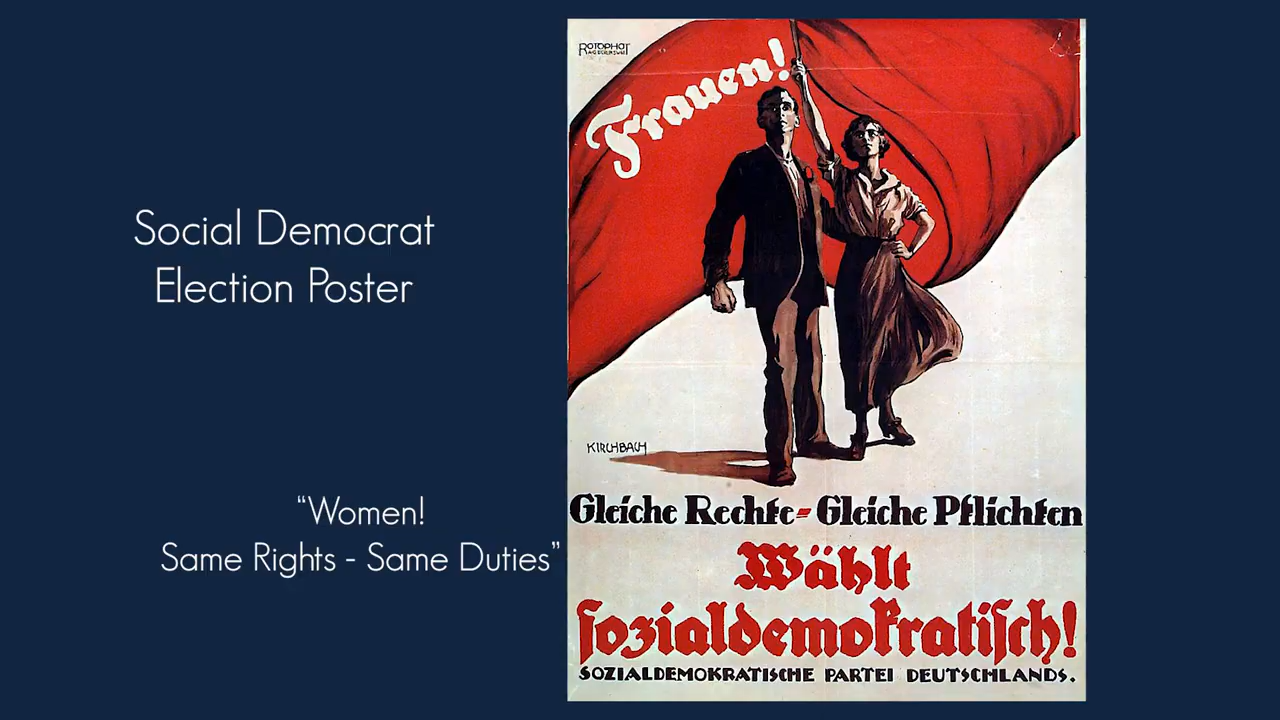 Social Democrat
Election Poster
“Women!
Same Rights - Same Duties”
ROTOPHOT
Frauen!
KIRCHBACH
Gleiche Rechte=Gleiche Pflichten
Wählt
sozialdemokratisch!
SOZIALDEMOKRATISCHE PARTEI DEUTSCHLANDS.